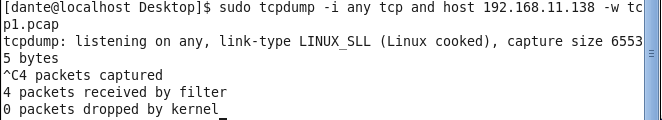 [dante@localhost Desktop]$ sudo tcpdump -i any tcp and host 192.168.11.138 -w tc
p1.pcap
tcpdump: listening on any, link-type LINUX_SLL (Linux cooked), capture size 6553
5 bytes
^C4 packets captured
4 packets received by filter
0 packets dropped by kernel